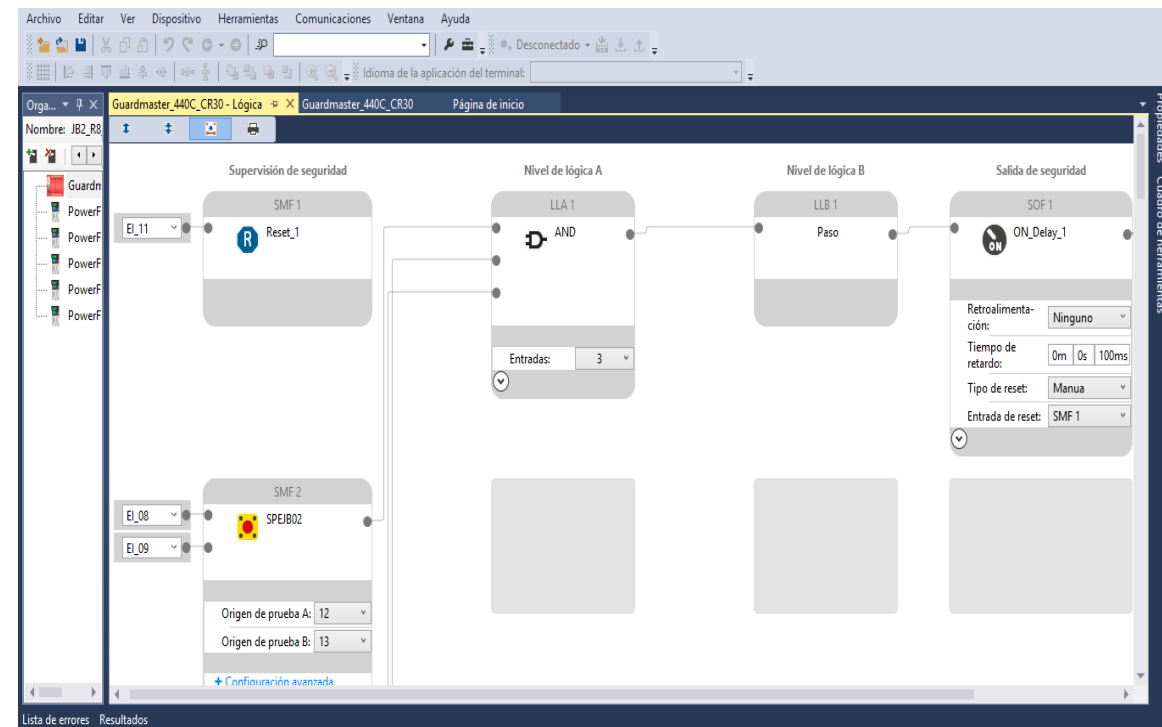 Archivo Editar Ver Dispositivo Herramientas Comunicaciones Ventana Ayuda
Desconectado
Idioma de la aplicación del terminal:
Orga...
Guardmaster_440C_CR30 - Lógica Guardmaster_440C_CR30 Página de inicio
Propiedades
Cuadro de herramientas
Nombre: JB2_R8
Guardn
PowerF
PowerF
PowerF
PowerF
PowerF
Supervisión de seguridad Nivel de lógica A Nivel de lógica B Salida de seguridad
SMF 1 LLA 1 LLB 1 SOF 1
EI_11 R Reset_1 AND Paso ON ON_Delay_1
Retroalimenta-
ción: Ninguno
Entradas: 3
Tiempo de
retardo: 0m 0s 100ms
Tipo de reset: Manua
Entrada de reset: SMF 1
SMF 2
EI_08 SPEJB02
EI_09
Origen de prueba A: 12
Origen de prueba B: 13
+ Configuración avanzada
Lista de errores Resultados